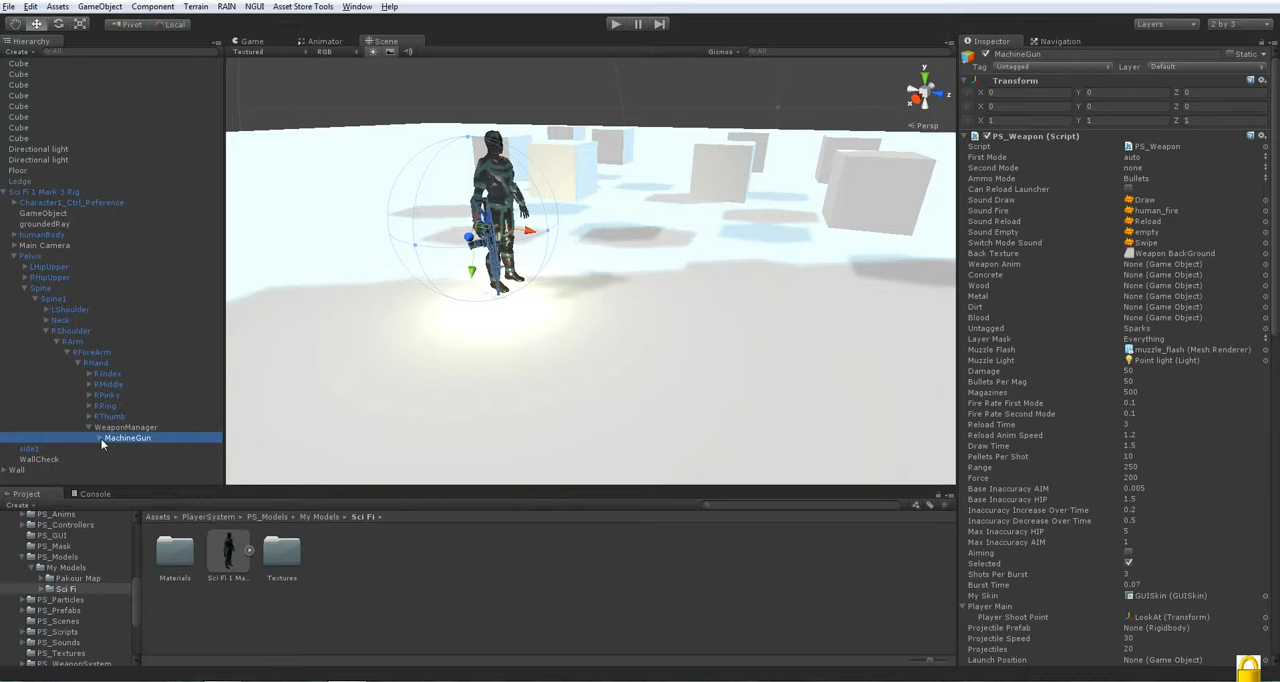 File Edit Assets GameObject Component Terrain RAIN NGUI Asset Store Tools Window Help
Pivot Local Layers 2 by 3
Hierarchy
Create All
Cube
Cube
Cube
Cube
Cube
Cube
Cube
Cube
Directional light
Directional light
Floor
Ledge
Sci Fi 1 Mark 3 Rig
Character1_Ctrl_Reference
GameObject
groundedRay
humanBody
Main Camera
Pelvis
LHipUpper
RHipUpper
Spine
Spine1
LShoulder
Neck
RShoulder
RArm
RForeArm
RHand
RIndex
RMiddle
RPinky
RRing
RThumb
WeaponManager
MachineGun
side1
WallCheck
Wall
Game Animator Scene
Textured RGB Gizmos All
y
x
z
Persp
Inspector Navigation
MachineGun Static
Tag Untagged Layer Default
Transform
X 0 Y 0 Z 0
X 0 Y 0 Z 0
X 1 Y 1 Z 1
PS_Weapon (Script)
Script PS_Weapon
First Mode auto
Second Mode none
Ammo Mode Bullets
Can Reload Launcher
Sound Draw Draw
Sound Fire human_fire
Sound Reload Reload
Sound Empty empty
Switch Mode Sound Swipe
Back Texture Weapon BackGround
Weapon Anim None (Game Object)
Concrete None (Game Object)
Wood None (Game Object)
Metal None (Game Object)
Dirt None (Game Object)
Blood None (Game Object)
Untagged Sparks
Layer Mask Everything
Muzzle Flash muzzle_flash (Mesh Renderer)
Muzzle Light Point light (Light)
Damage 50
Bullets Per Mag 50
Magazines 500
Fire Rate First Mode 0.1
Fire Rate Second Mode 0.1
Reload Time 3
Reload Anim Speed 1.2
Draw Time 1.5
Pellets Per Shot 10
Range 250
Force 200
Base Inaccuracy AIM 0.005
Base Inaccuracy HIP 1.5
Inaccuracy Increase Over Time 0.2
Inaccuracy Decrease Over Time 0.5
Max Inaccuracy HIP 5
Max Inaccuracy AIM 1
Aiming
Selected
Shots Per Burst 3
Burst Time 0.07
My Skin GUISkin (GUISkin)
Player Main
Player Shoot Point LookAt (Transform)
Projectile Prefab None (Rigidbody)
Projectile Speed 30
Projectiles 20
Launch Position None (Game Object)
Project Console
Create
PS_Anims
PS_Controllers
PS_GUI
PS_Mask
PS_Models
My Models
Pakour Map
Sci Fi
PS_Particles
PS_Prefabs
PS_Scenes
PS_Scripts
PS_Sounds
PS_Textures
PS_WeaponSystem
Assets PlayerSystem PS_Models My Models Sci Fi
Materials Sci Fi 1 Ma... Textures